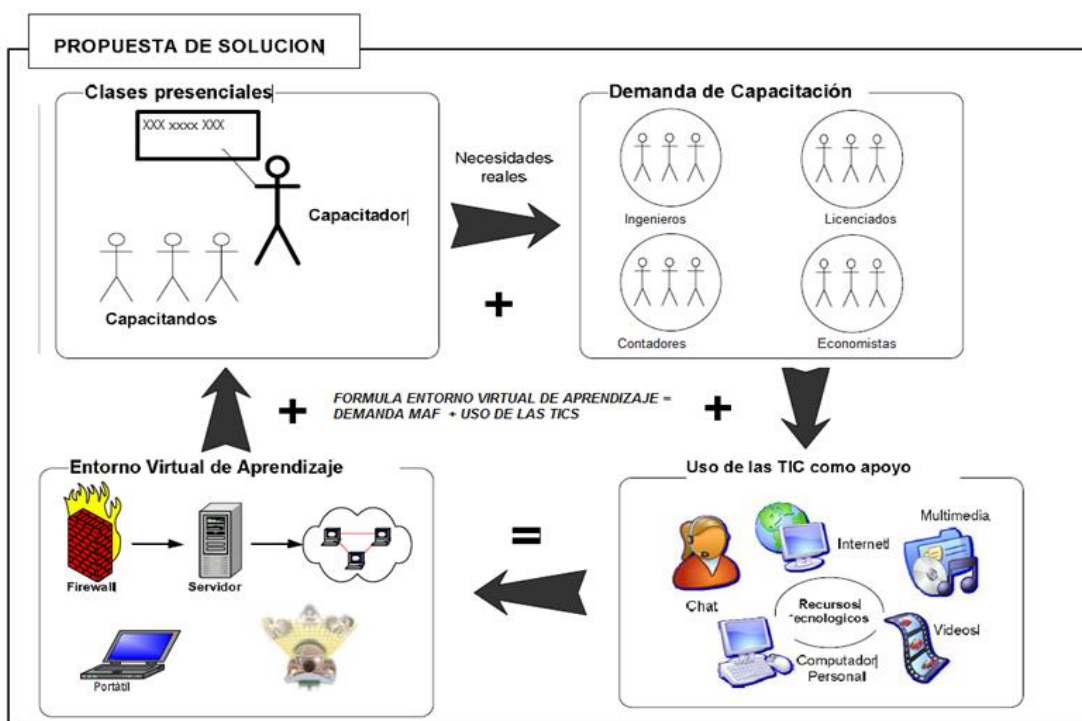 PROPUESTA DE SOLUCION
Clases presenciales
XXX xxxx XXX
Capacitador
Capacitandos
Necesidades
reales
Demanda de Capacitación
Ingenieros
Licenciados
Contadores
Economistas
+
+
FORMULA ENTORNO VIRTUAL DE APRENDIZAJE =
DEMANDA MAF + USO DE LAS TICS
+
Entorno Virtual de Aprendizaje
Firewall
Servidor
Portátil
=
Uso de las TIC como apoyo
Multimedia
Internet
Chat
Recursos
tecnologicos
Videos
Computador
Personal